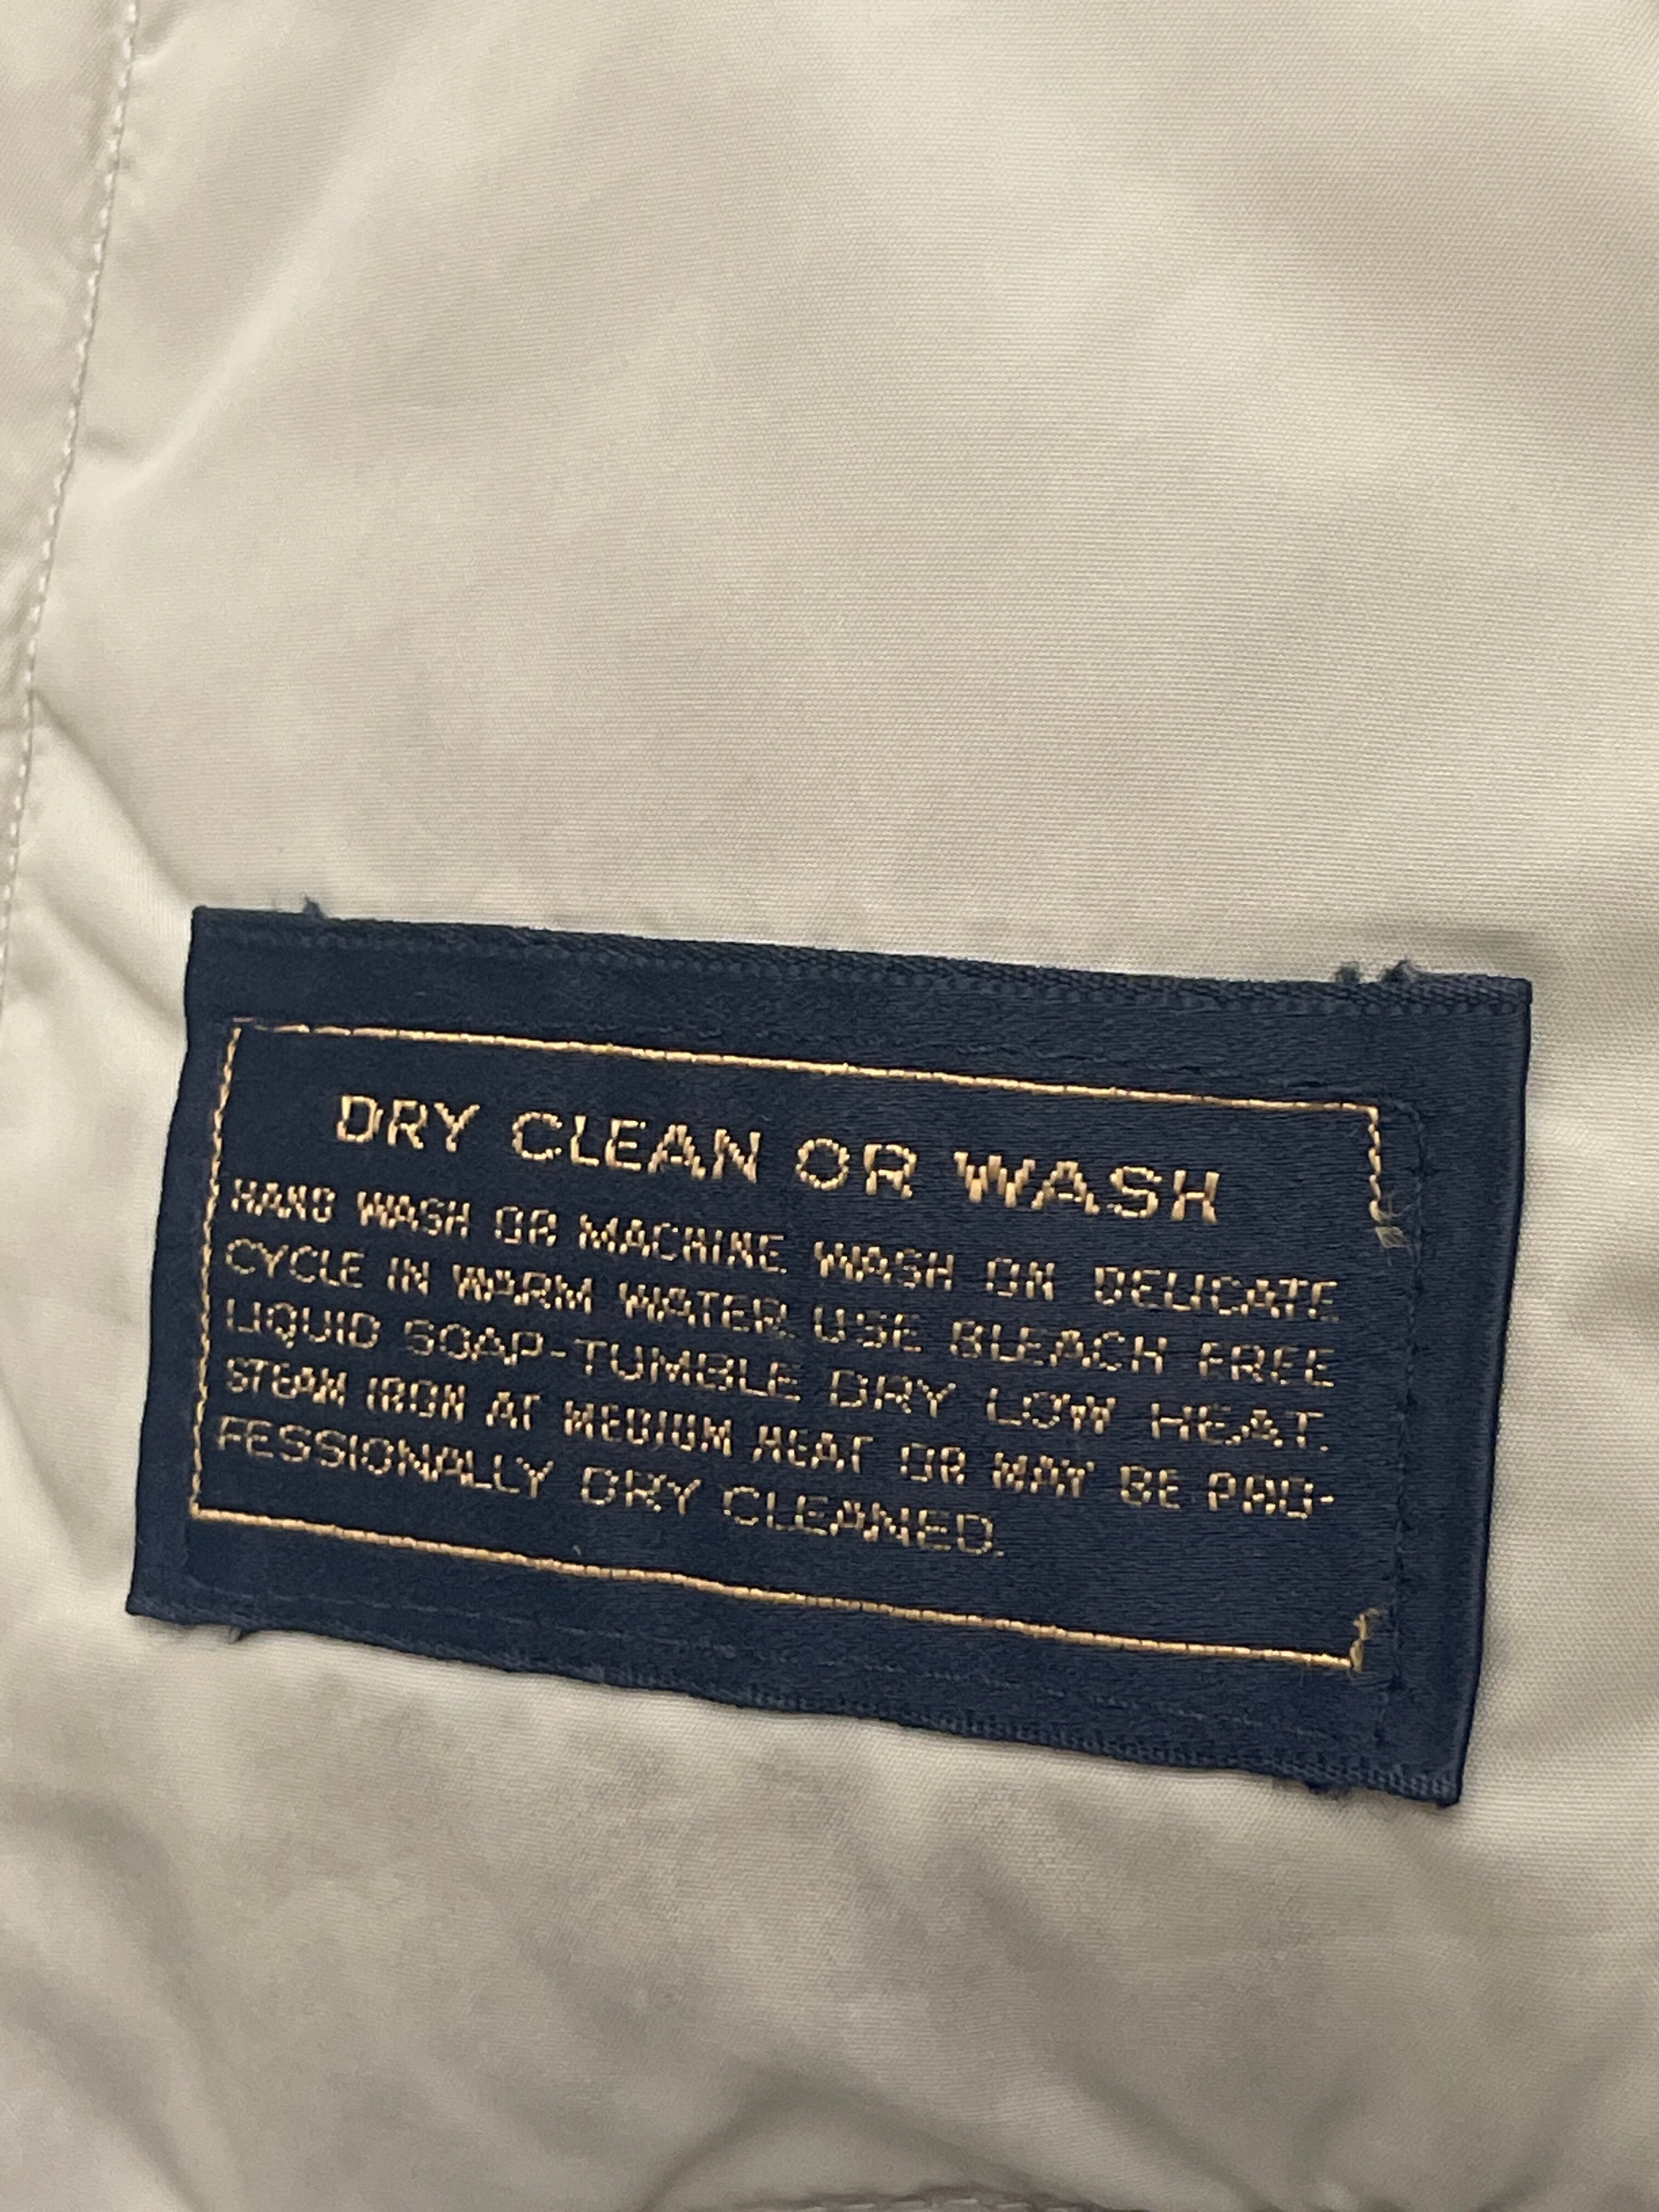 DRY CLEAN OR WASH
HAND WASH OR MACHINE WASH ON DELICATE
CYCLE IN WARM WATER. USE BLEACH FREE
LIQUID SOAP-TUMBLE DRY LOW HEAT.
STEAM IRON AT MEDIUM HEAT OR MAY BE PRO-
FESSIONALLY DRY CLEANED.